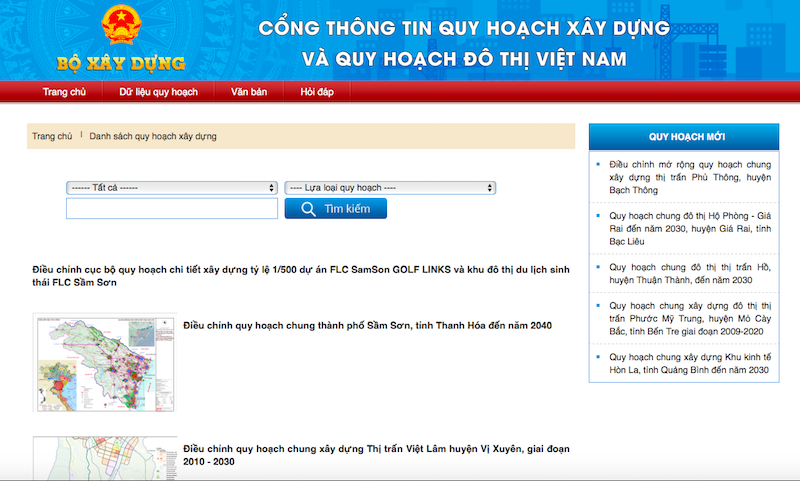 CỔNG THÔNG TIN QUY HOẠCH XÂY DỰNG
VÀ QUY HOẠCH ĐÔ THỊ VIỆT NAM
BỘ XÂY DỰNG
Trang chủ
Dữ liệu quy hoạch
Văn bản
Hỏi đáp
Trang chủ | Danh sách quy hoạch xây dựng
------ Tất cả ------
---- Lựa loại quy hoạch ----
Tìm kiếm
Điều chỉnh cục bộ quy hoạch chi tiết xây dựng tỷ lệ 1/500 dự án FLC SamSon GOLF LINKS và khu đô thị du lịch sinh
thái FLC Sầm Sơn
Điều chỉnh quy hoạch chung thành phố Sầm Sơn, tỉnh Thanh Hóa đến năm 2040
Điều chỉnh quy hoạch chung xây dựng Thị trấn Việt Lâm huyện Vị Xuyên, giai đoạn
2010 - 2030
QUY HOẠCH MỚI
Điều chỉnh mở rộng quy hoạch chung
xây dựng thị trấn Phủ Thông, huyện
Bạch Thông
Quy hoạch chung đô thị Hộ Phòng - Giá
Rai đến năm 2030, huyện Giá Rai, tỉnh
Bạc Liêu
Quy hoạch chung đô thị thị trấn Hồ,
huyện Thuận Thành, đến năm 2030
Quy hoạch chung xây dựng đô thị thị
trấn Phước Mỹ Trung, huyện Mỏ Cày
Bắc, tỉnh Bến Tre giai đoạn 2009-2020
Quy hoạch chung xây dựng Khu kinh tế
Hòn La, tỉnh Quảng Bình đến năm 2030